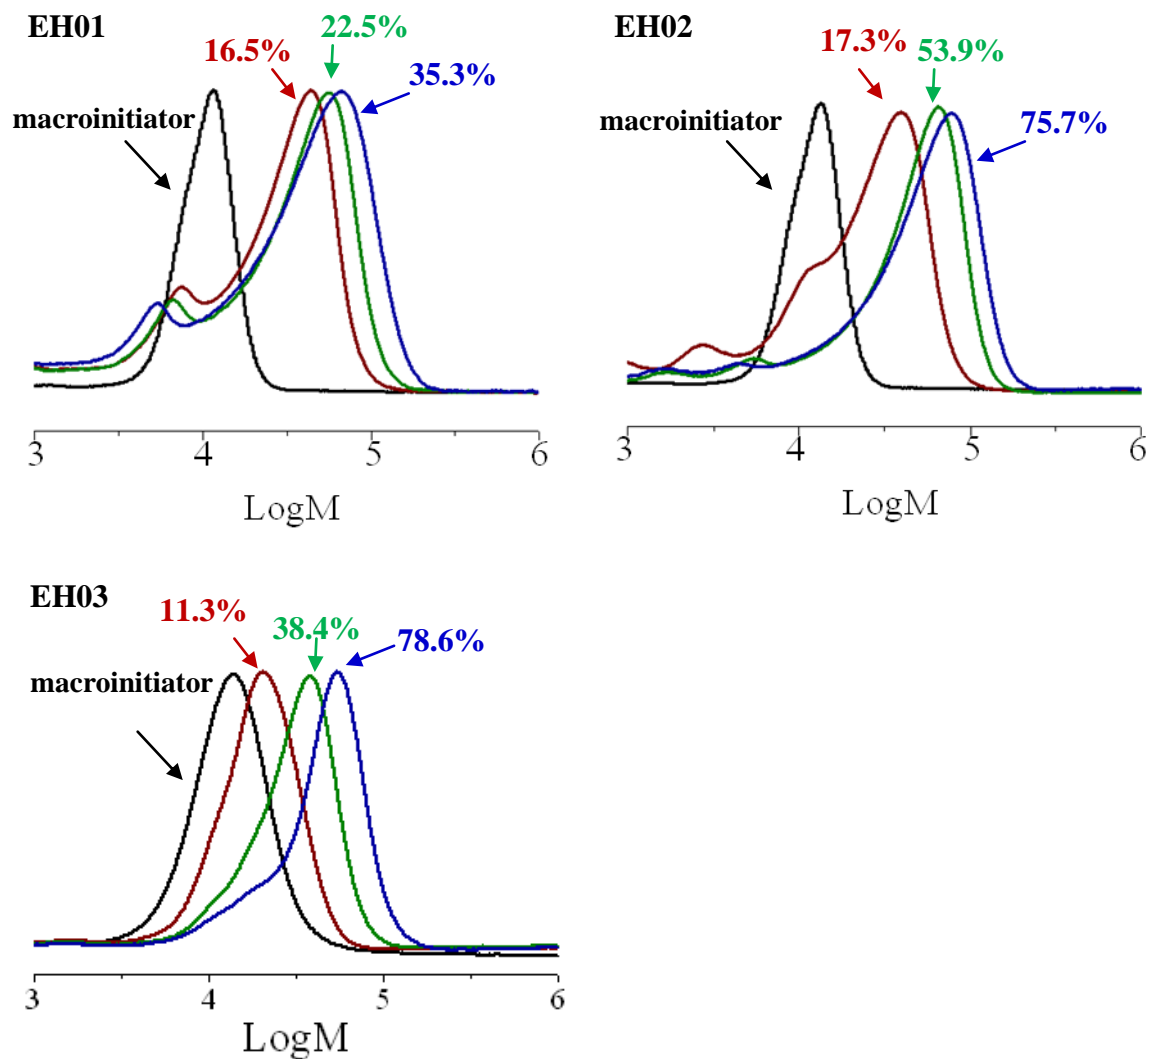 EH01
22.5%
16.5%
35.3%
macroinitiator
3 4 5 6
LogM
EH02
17.3%
53.9%
macroinitiator
75.7%
3 4 5 6
LogM
EH03
11.3%
38.4%
78.6%
macroinitiator
3 4 5 6
LogM